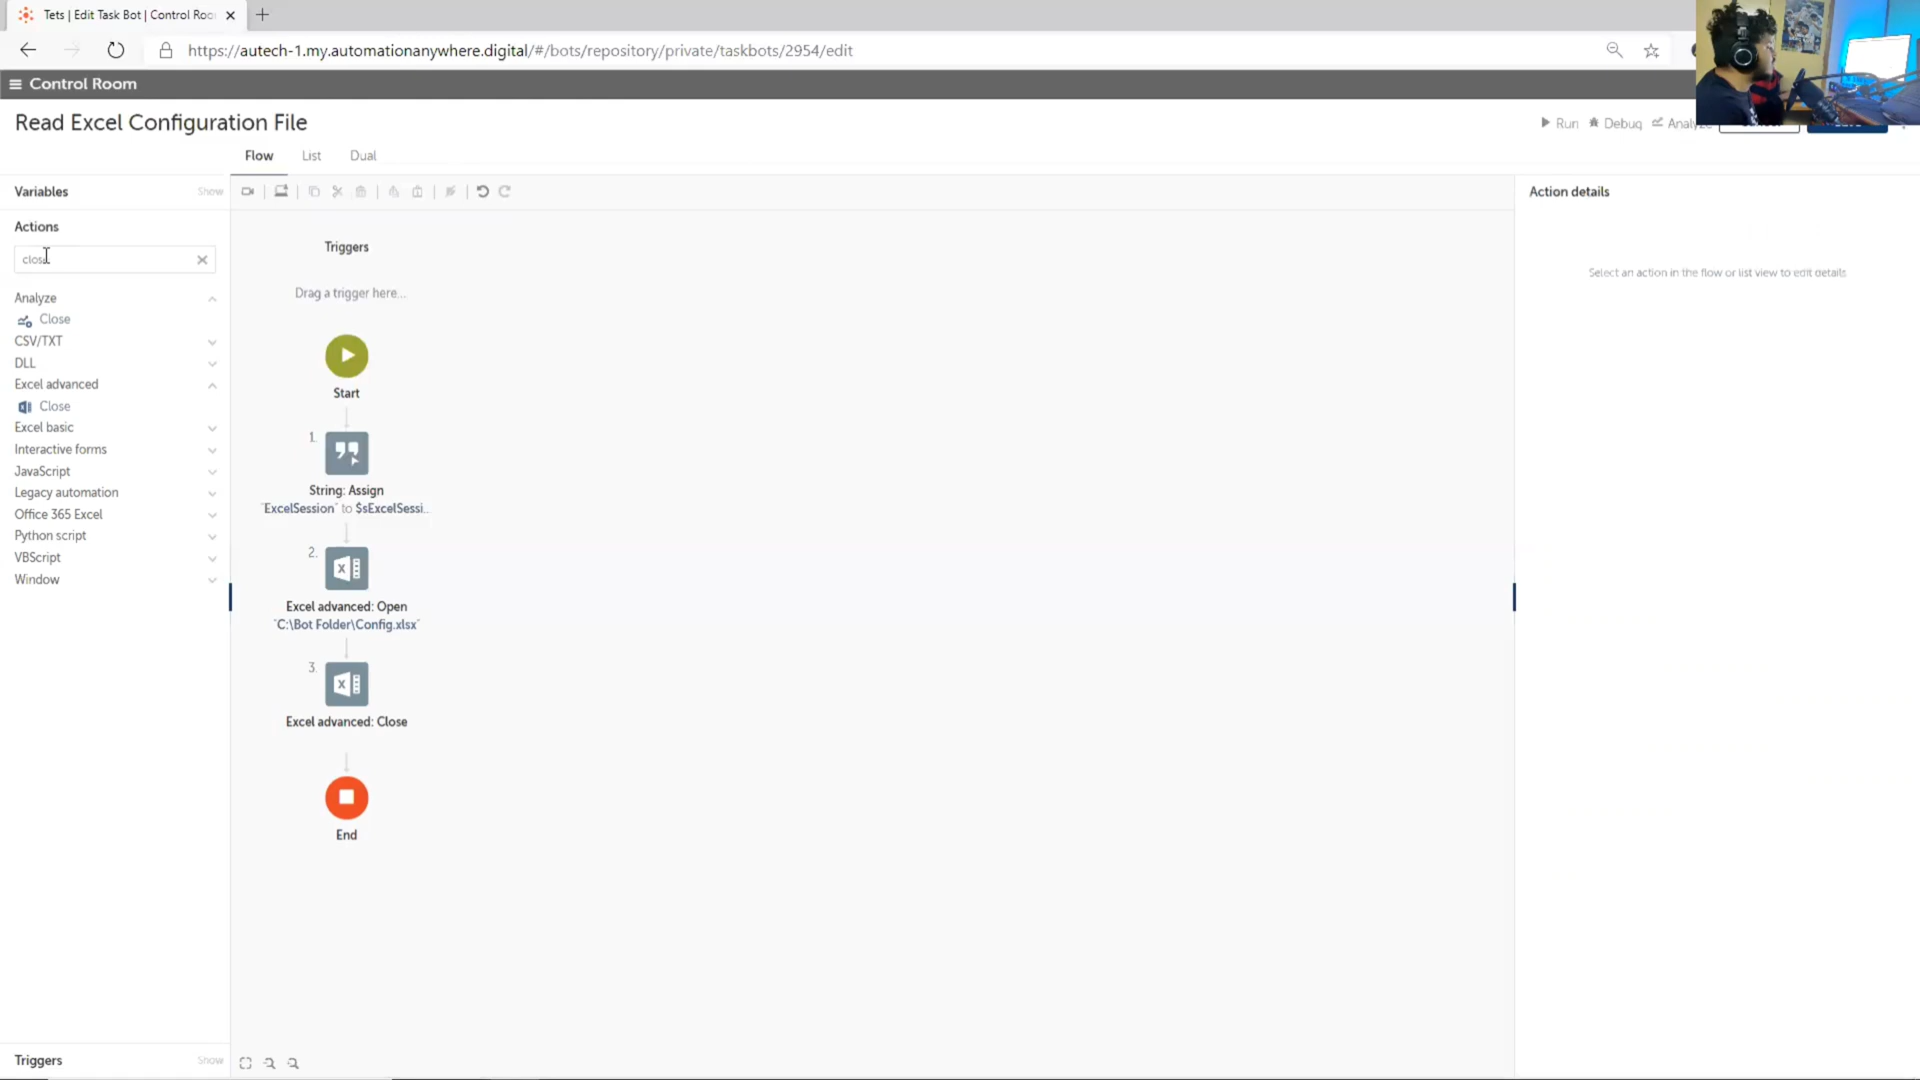 Tets | Edit Task Bot | Control Roo
https://autech-1.my.automationanywhere.digital/#/bots/repository/private/taskbots/2954/edit
Control Room
Read Excel Configuration File
Run
Debug
Analyze
Flow
List
Dual
Variables
Show
Action details
Actions
clos
Triggers
Drag a trigger here...
Select an action in the flow or list view to edit details
Analyze
Close
CSV/TXT
DLL
Excel advanced
Close
Excel basic
Interactive forms
JavaScript
Legacy automation
Office 365 Excel
Python script
VBScript
Window
Start
1.
String: Assign
"ExcelSession" to $sExcelSessi..
2.
Excel advanced: Open
"C:\Bot Folder\Config.xlsx"
3.
Excel advanced: Close
End
Triggers
Show